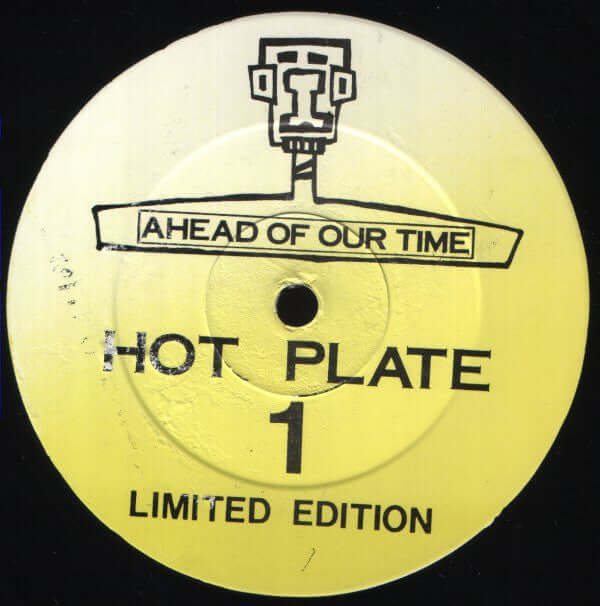 AHEAD OF OUR TIME
HOT PLATE
1
LIMITED EDITION